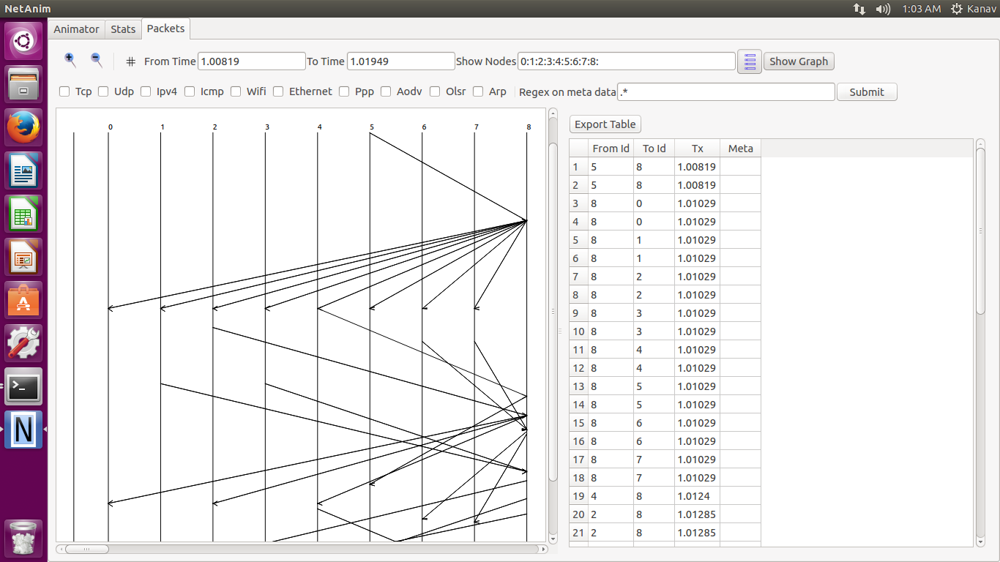 NetAnim 1:03 AM Kanav
Animator Stats Packets
# From Time 1.00819 To Time 1.01949 Show Nodes 0:1:2:3:4:5:6:7:8: Show Graph
Tcp Udp Ipv4 Icmp Wifi Ethernet Ppp Aodv Olsr Arp Regex on meta data .* Submit
0 1 2 3 4 5 6 7 8
Export Table
From Id To Id Tx Meta
1 5 8 1.00819
2 5 8 1.00819
3 8 0 1.01029
4 8 0 1.01029
5 8 1 1.01029
6 8 1 1.01029
7 8 2 1.01029
8 8 2 1.01029
9 8 3 1.01029
10 8 3 1.01029
11 8 4 1.01029
12 8 4 1.01029
13 8 5 1.01029
14 8 5 1.01029
15 8 6 1.01029
16 8 6 1.01029
17 8 7 1.01029
18 8 7 1.01029
19 4 8 1.0124
20 2 8 1.01285
21 2 8 1.01285